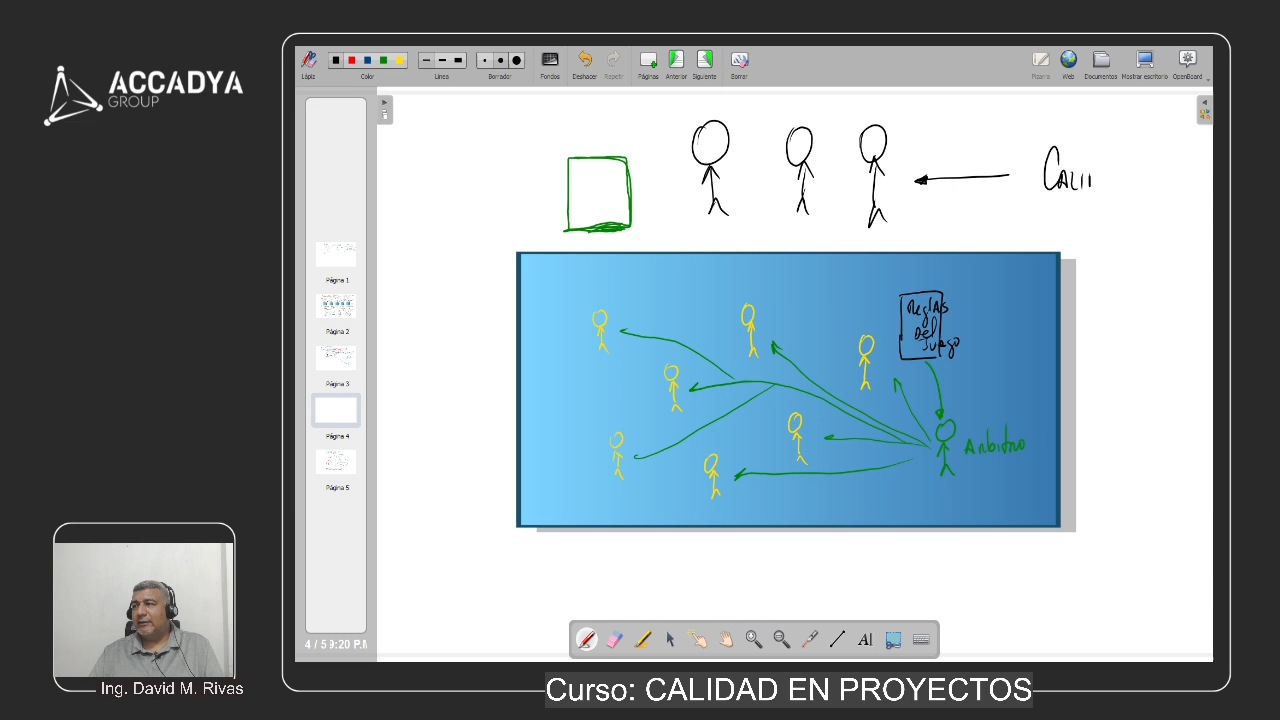 ACCADYA
GROUP
Lápiz
Color
Línea
Borrador
Fondos
Deshacer
Repetir
Páginas
Anterior
Siguiente
Borrar
Pizarra
Web
Documentos
Mostrar escritorio
OpenBoard
CALII
Página 1
Página 2
Página 3
Página 4
Página 5
Reglas
Del
Juego
Arbitro
4 / 5 9:20 P.M
Ing. David M. Rivas
Curso: CALIDAD EN PROYECTOS